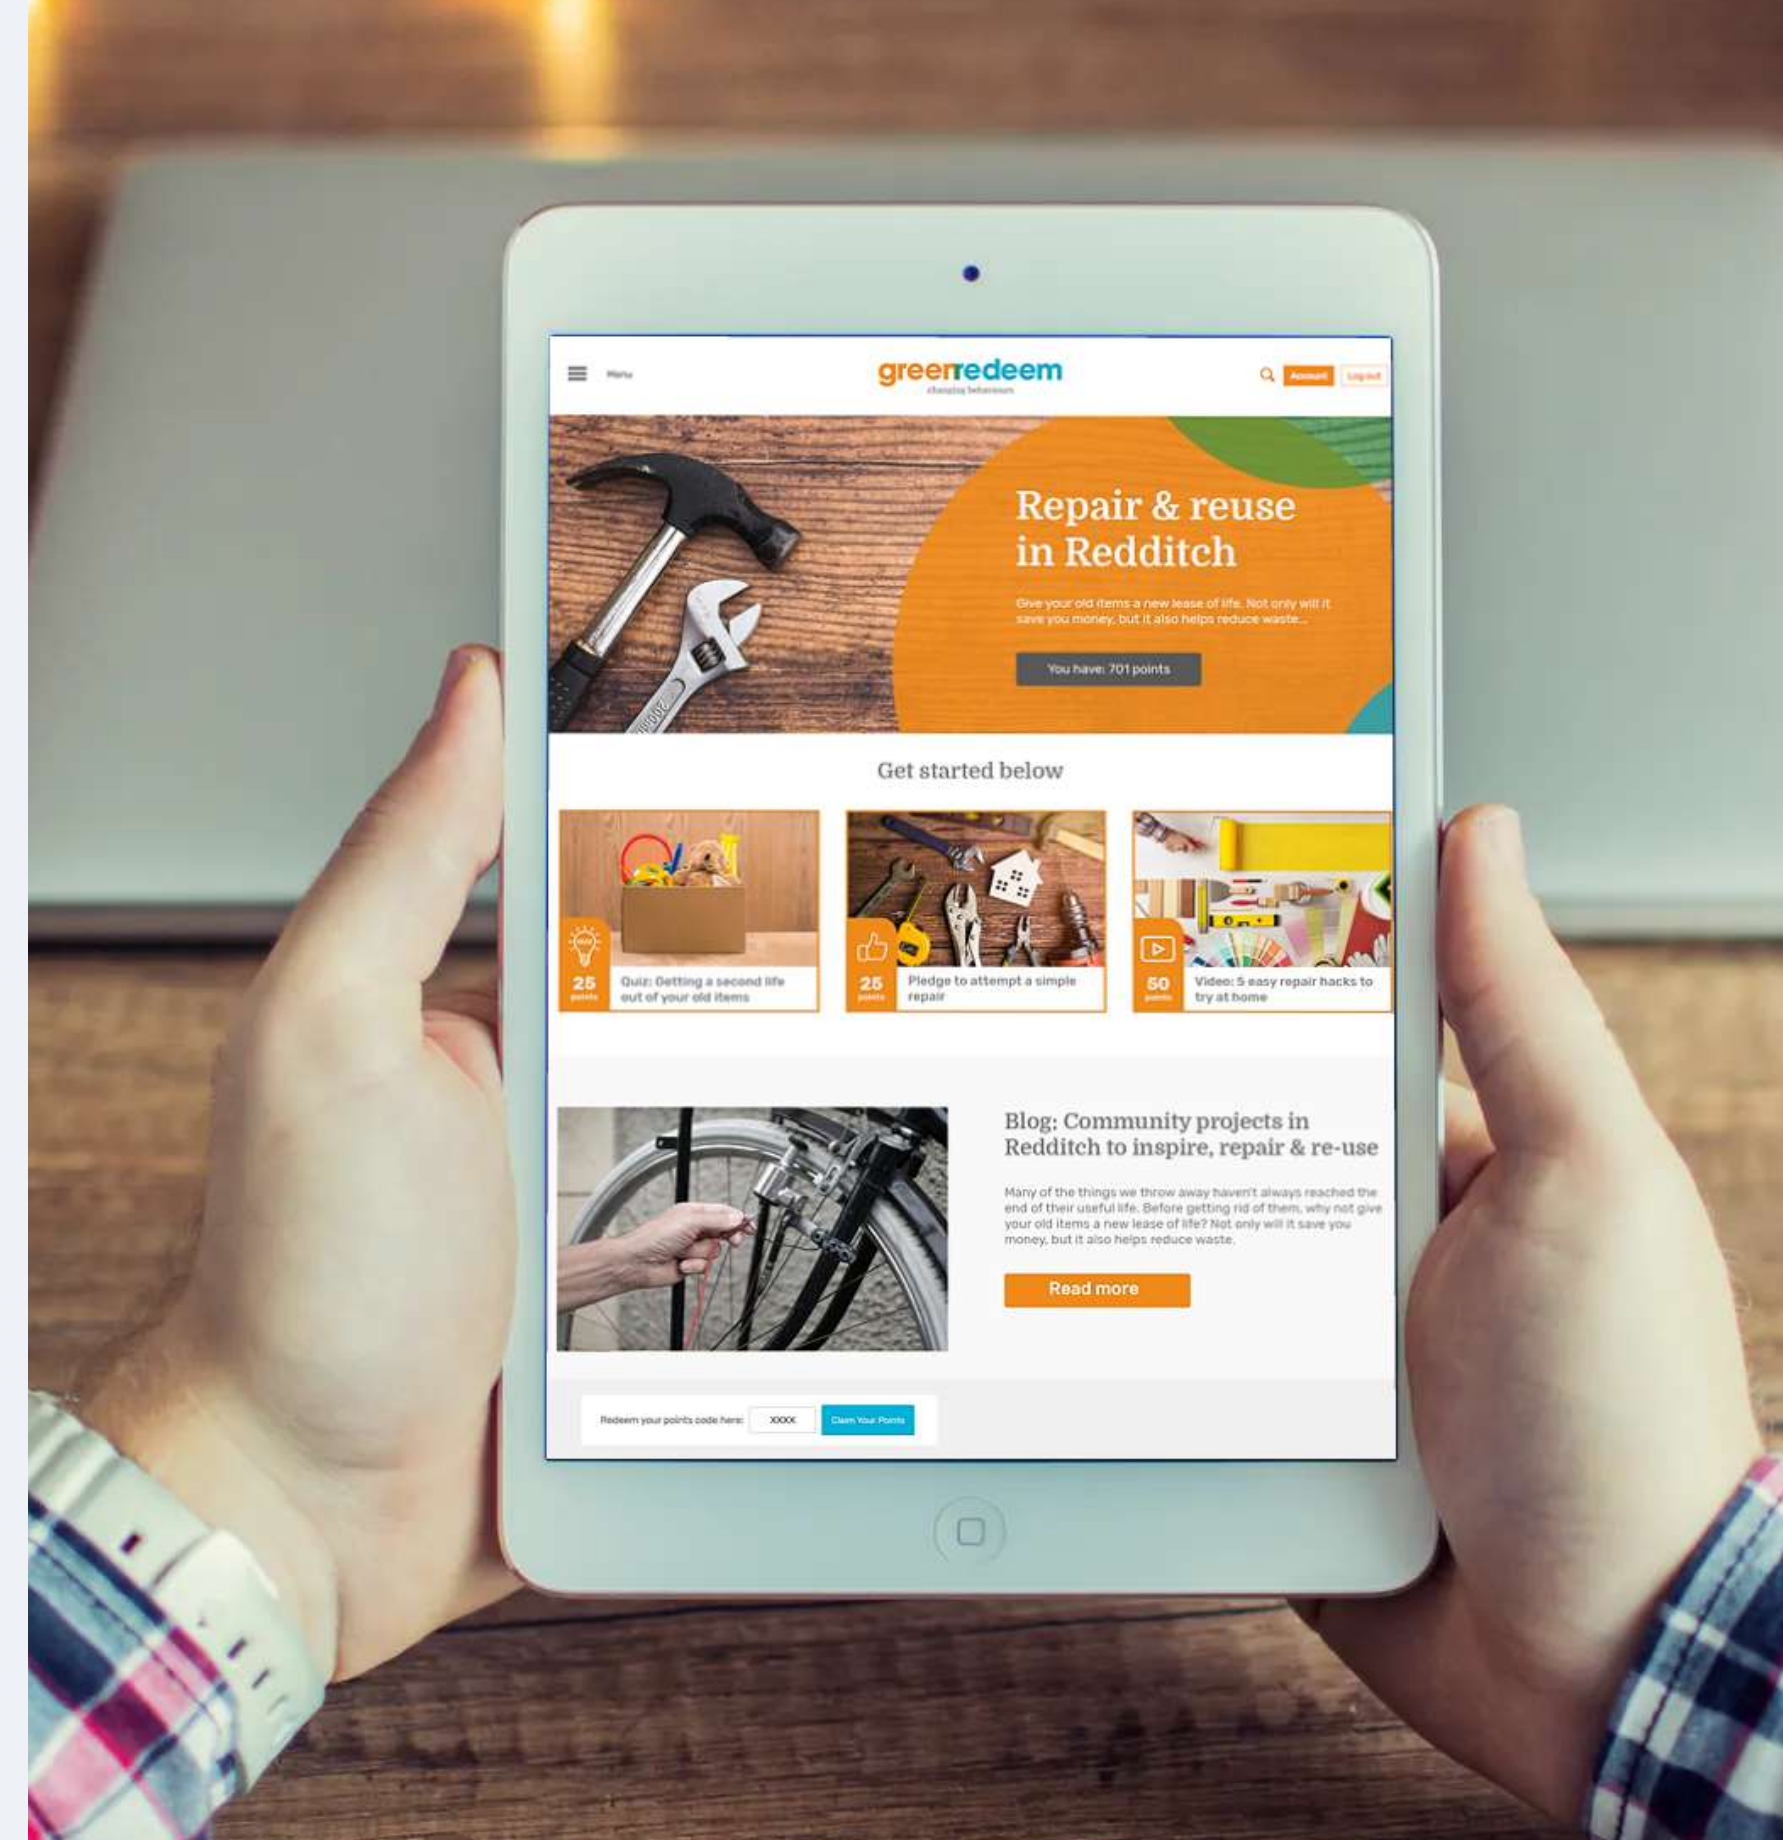 Menu
greenredeem
changing behaviours
Account
Log out
Repair & reuse
in Redditch
Give your old items a new lease of life. Not only will it
save you money, but it also helps reduce waste...
You have: 701 points
Get started below
25
points
Quiz: Getting a second life
out of your old items
25
points
Pledge to attempt a simple
repair
50
points
Video: 5 easy repair hacks to
try at home
Blog: Community projects in
Redditch to inspire, repair & re-use
Many of the things we throw away haven't always reached the
end of their useful life. Before getting rid of them, why not give
your old items a new lease of life? Not only will it save you
money, but it also helps reduce waste.
Read more
Redeem your points code here:
XXXX
Claim Your Points